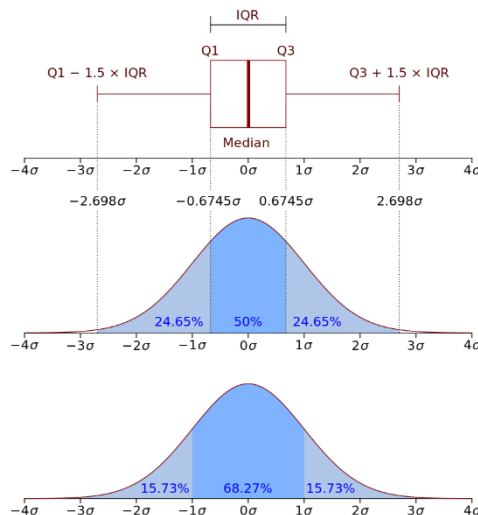 IQR
Q1 Q3
Q1 − 1.5 × IQR Q3 + 1.5 × IQR
Median
−4σ −3σ −2σ −1σ 0σ 1σ 2σ 3σ 4σ
−2.698σ −0.6745σ 0.6745σ 2.698σ
24.65% 50% 24.65%
−4σ −3σ −2σ −1σ 0σ 1σ 2σ 3σ 4σ
15.73% 68.27% 15.73%
−4σ −3σ −2σ −1σ 0σ 1σ 2σ 3σ 4σ